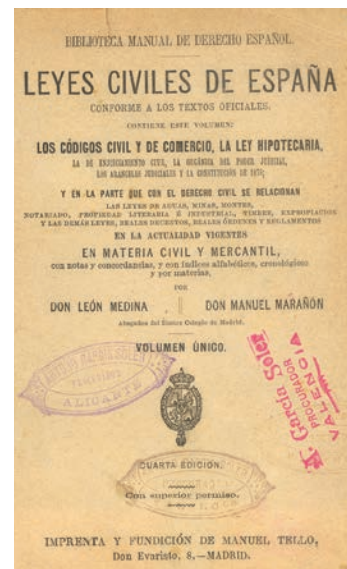 BIBLIOTECA MANUAL DE DERECHO ESPAÑOL.
LEYES CIVILES DE ESPAÑA
CONFORME A LOS TEXTOS OFICIALES.
CONTIENE ESTE VOLUMEN:
LOS CÓDIGOS CIVIL Y DE COMERCIO, LA LEY HIPOTECARIA,
LA DE ENJUICIAMIENTO CIVIL, LA ORGÁNICA DEL PODER JUDICIAL,
LOS ARANCELES JUDICIALES Y LA CONSTITUCIÓN DE 1876;
Y EN LA PARTE QUE CON EL DERECHO CIVIL SE RELACIONAN
LAS LEYES DE AGUAS, MINAS, MONTES,
NOTARIADO, PROPIEDAD LITERARIA É INDUSTRIAL, TIMBRE, EXPROPIACIÓN
Y LAS DEMÁS LEYES, REALES DECRETOS, REALES ÓRDENES Y REGLAMENTOS
EN LA ACTUALIDAD VIGENTES
EN MATERIA CIVIL Y MERCANTIL,
con notas y concordancias, y con índices alfabéticos, cronológicos
y por materias,
POR
DON LEÓN MEDINA
DON MANUEL MARAÑÓN
Abogados del Ilustre Colegio de Madrid.
VOLUMEN ÚNICO.
ALICANTE
García Soler
PROCURADOR
VALENCIA
CUARTA EDICIÓN.
Con superior permiso.
IMPRENTA Y FUNDICIÓN DE MANUEL TELLO,
Don Evaristo, 8.—MADRID.